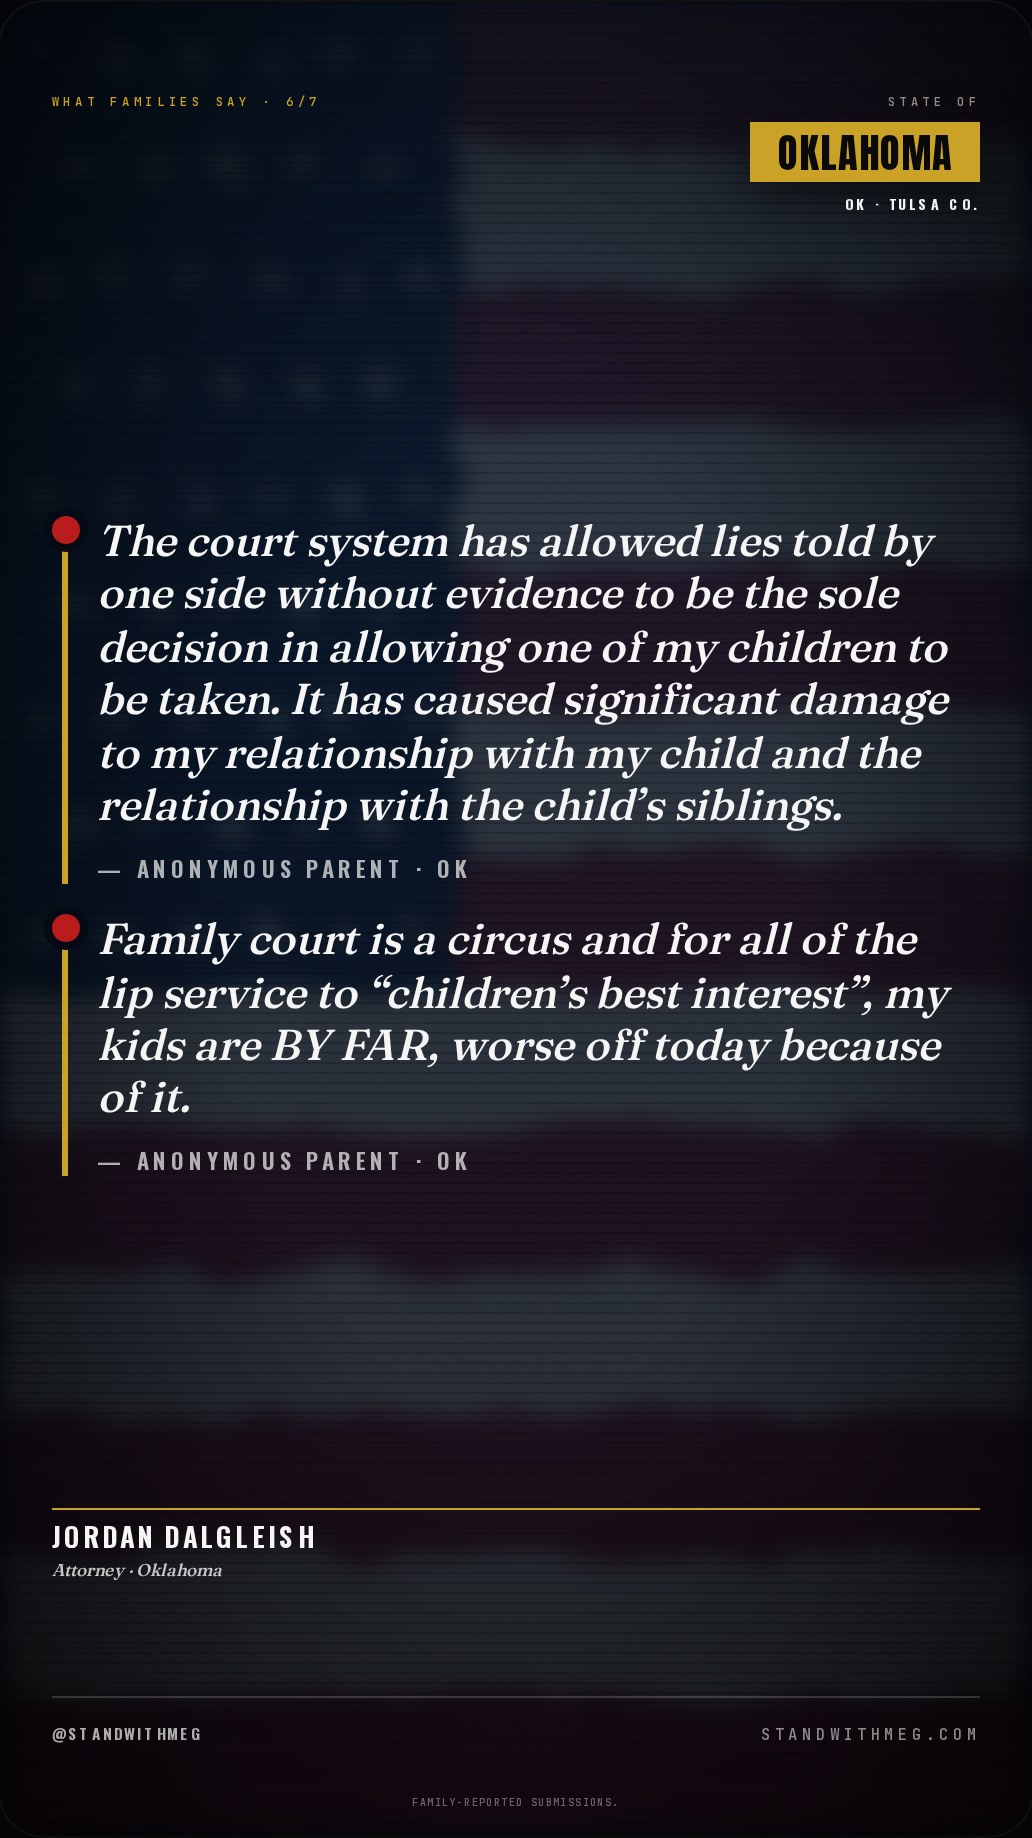 WHAT FAMILIES SAY · 6/7
STATE OF
OKLAHOMA
OK · TULSA CO.
The court system has allowed lies told by
one side without evidence to be the sole
decision in allowing one of my children to
be taken. It has caused significant damage
to my relationship with my child and the
relationship with the child’s siblings.
— ANONYMOUS PARENT · OK
Family court is a circus and for all of the
lip service to “children’s best interest”, my
kids are BY FAR, worse off today because
of it.
— ANONYMOUS PARENT · OK
JORDAN DALGLEISH
Attorney · Oklahoma
@STANDWITHMEG
STANDWITHMEG.COM
FAMILY-REPORTED SUBMISSIONS.